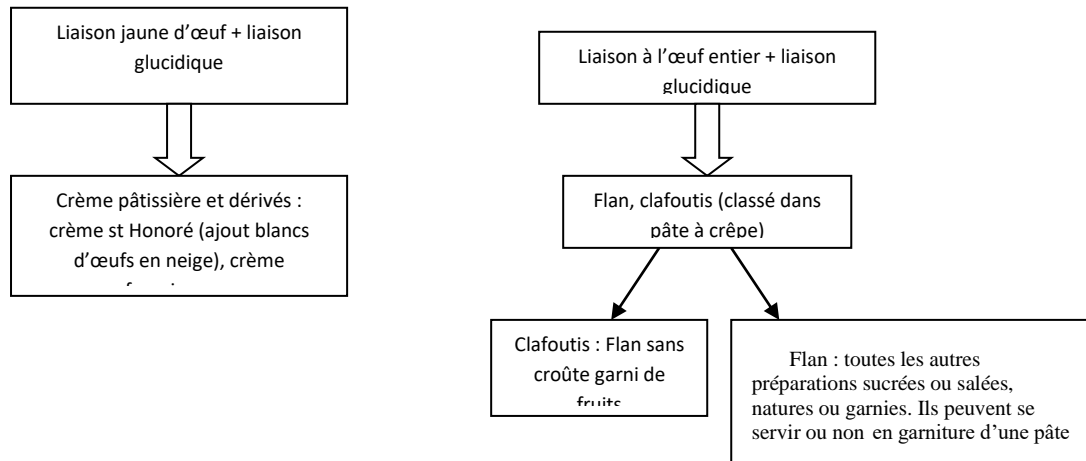 Liaison jaune d’œuf + liaison
glucidique
Liaison à l’œuf entier + liaison
glucidique
Crème pâtissière et dérivés :
crème st Honoré (ajout blancs
d’œufs en neige), crème
Flan, clafoutis (classé dans
pâte à crêpe)
Clafoutis : Flan sans
croûte garni de
fruits
Flan : toutes les autres
préparations sucrées ou salées,
natures ou garnies. Ils peuvent se
servir ou non en garniture d’une pâte